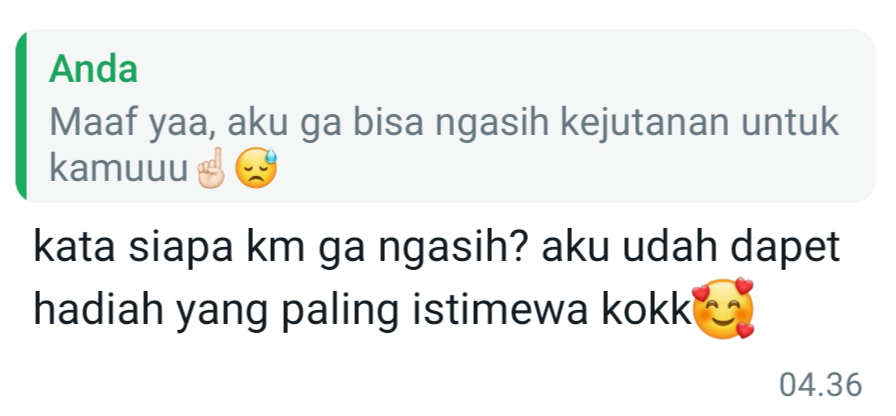 Anda
Maaf yaa, aku ga bisa ngasih kejutanan untuk
kamuuu☝🏻😓
kata siapa km ga ngasih? aku udah dapet
hadiah yang paling istimewa kokk🥰
04.36